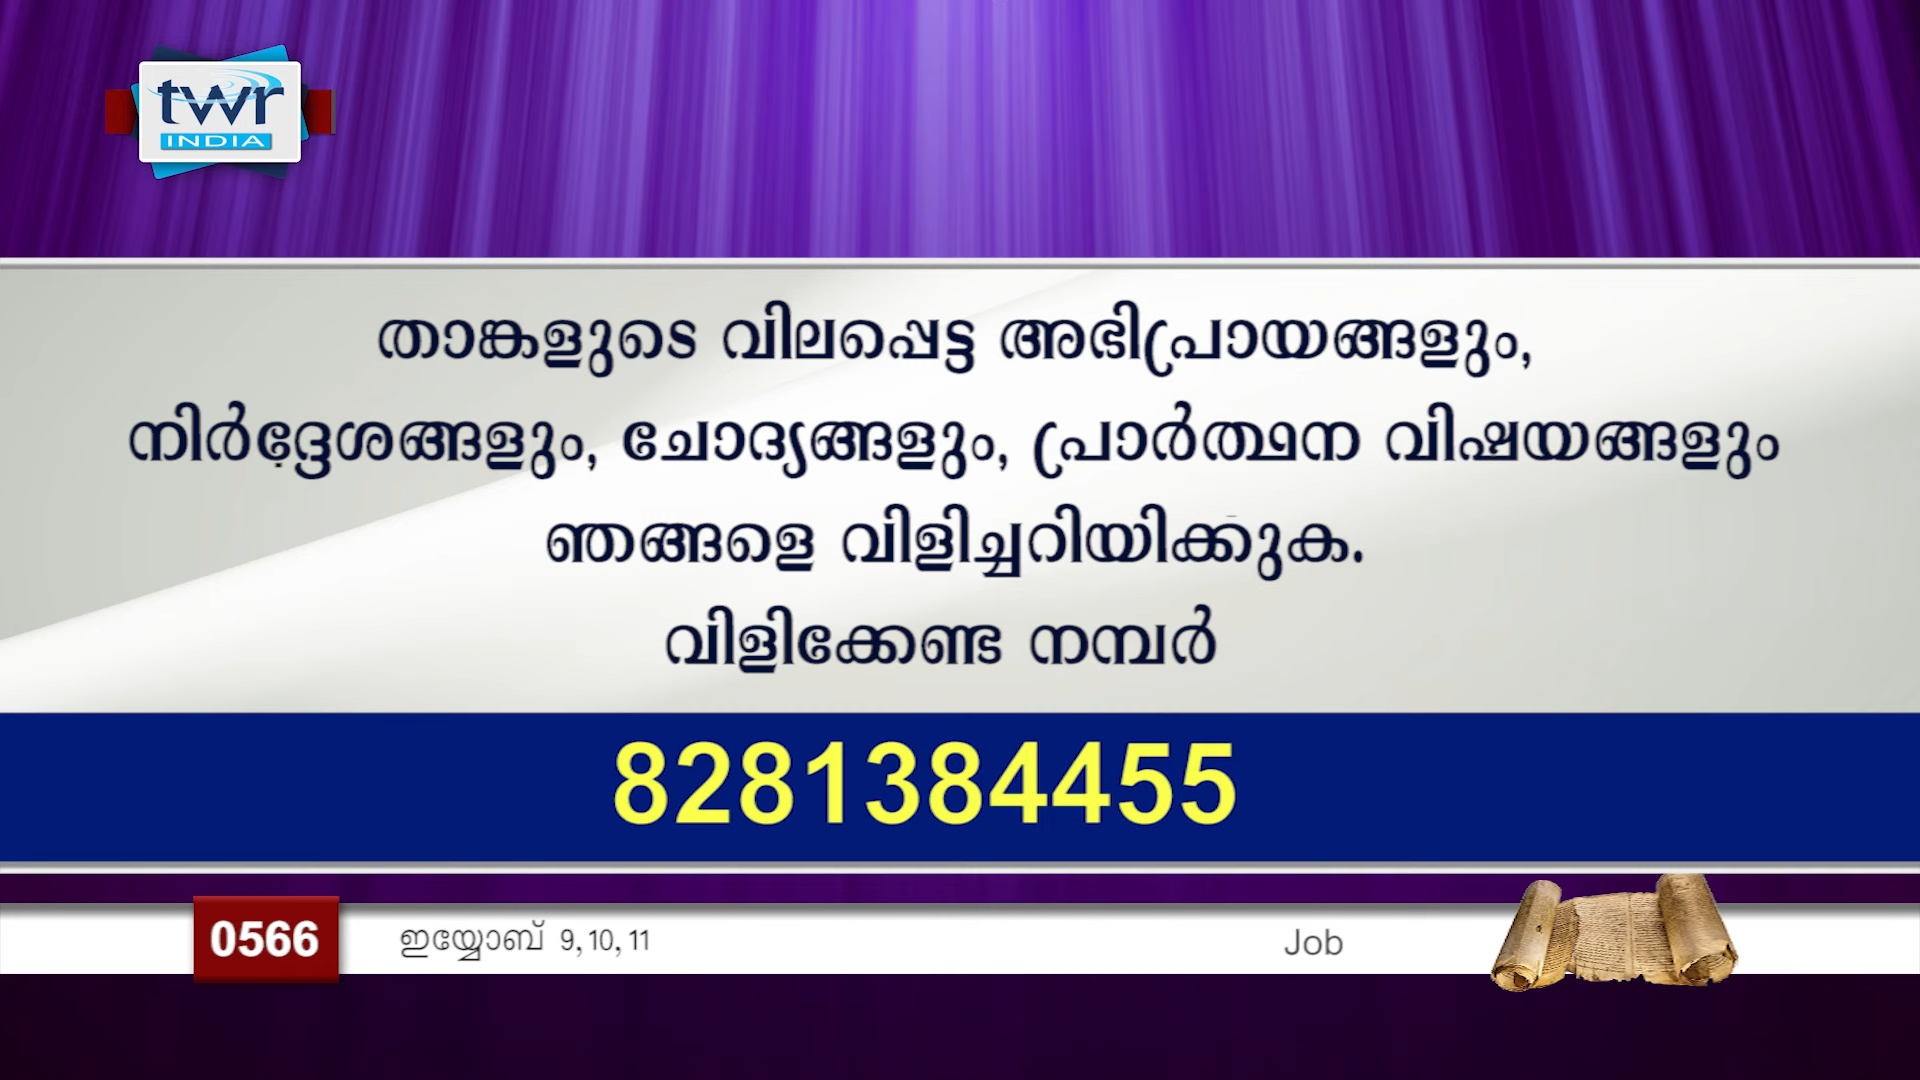 twr
INDIA
താങ്കളുടെ വിലപ്പെട്ട അഭിപ്രായങ്ങളും,
നിർദ്ദേശങ്ങളും, ചോദ്യങ്ങളും, പ്രാർത്ഥന വിഷയങ്ങളും
ഞങ്ങളെ വിളിച്ചറിയിക്കുക.
വിളിക്കേണ്ട നമ്പർ
8281384455
0566 ഇയ്യോബ് 9, 10, 11 Job